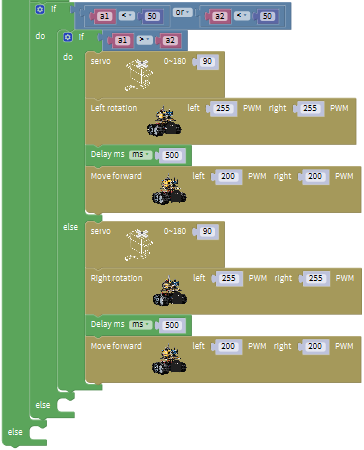 If a1 < 50 or a2 < 50
do If a1 > a2
do servo 0~180 90
Left rotation left 255 PWM right 255 PWM
Delay ms ms 500
Move forward left 200 PWM right 200 PWM
else servo 0~180 90
Right rotation left 255 PWM right 255 PWM
Delay ms ms 500
Move forward left 200 PWM right 200 PWM
else
else